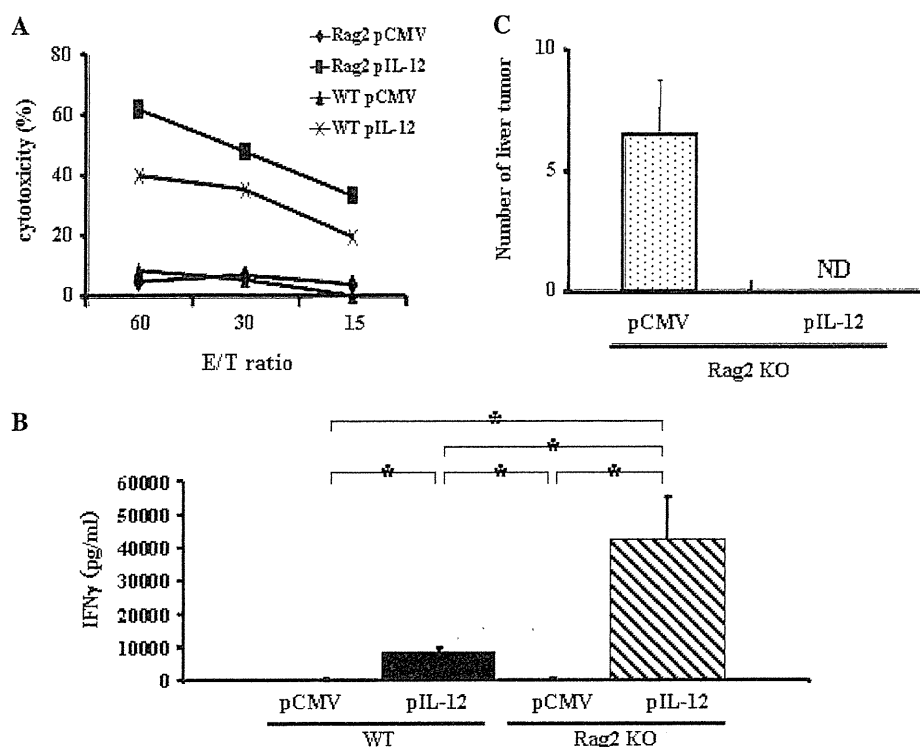 A
Rag2 pCMV
Rag2 pIL-12
WT pCMV
WT pIL-12
80
60
40
20
0
cytotoxicity (%)
60 30 15
E/T ratio
C
10
5
0
Number of liver tumor
ND
pCMV pIL-12
Rag2 KO
B
* 
*
* * *
60000
50000
40000
30000
20000
10000
0
IFNγ (pg/ml)
pCMV pIL-12 pCMV pIL-12
WT Rag2 KO